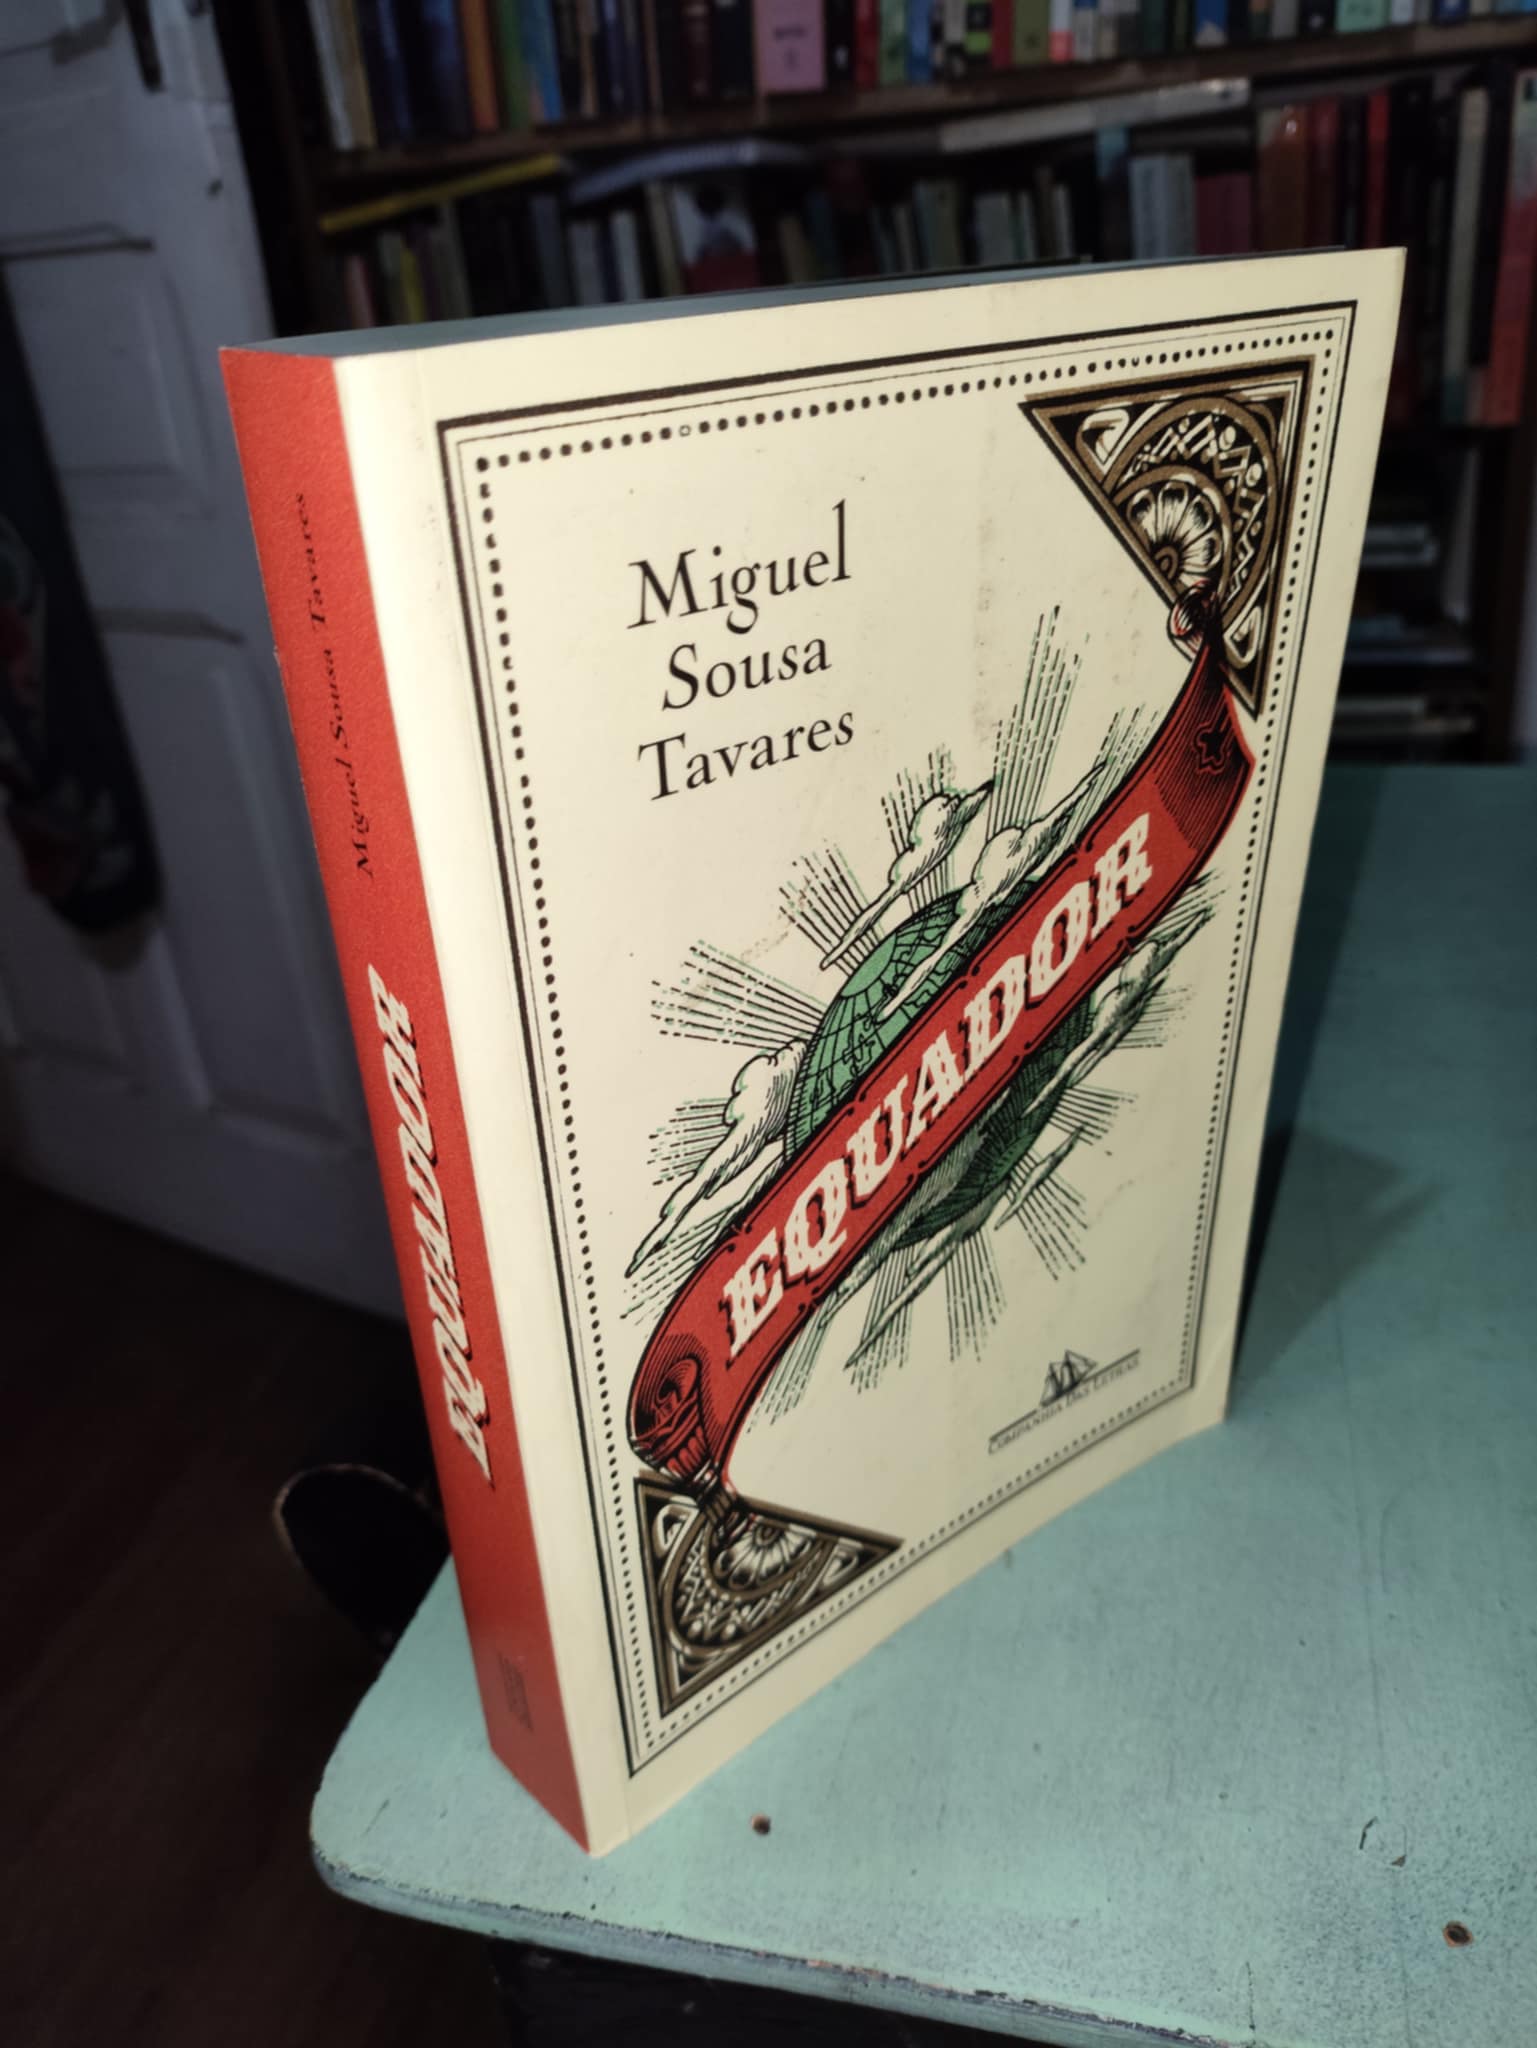 Miguel Sousa Tavares
EQUADOR
Miguel
Sousa
Tavares
EQUADOR
COMPANHIA DAS LETRAS